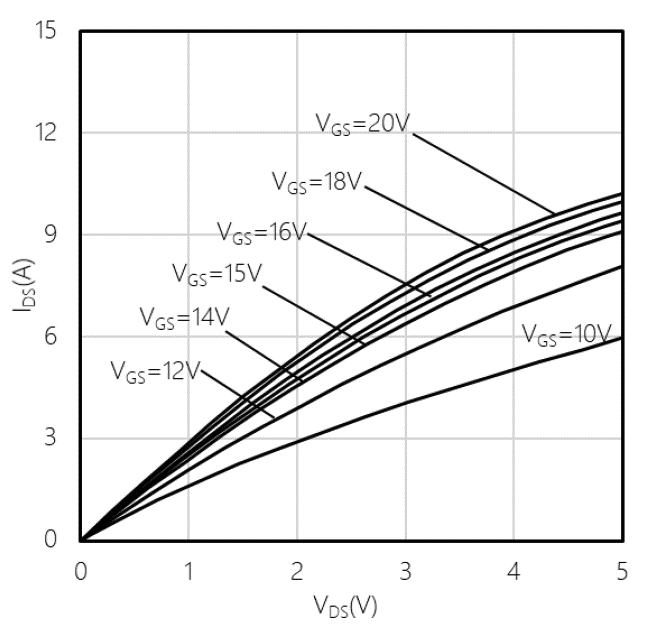 15
12
9
6
3
0
I_DS(A)
V_GS=20V
V_GS=18V
V_GS=16V
V_GS=15V
V_GS=14V
V_GS=12V
V_GS=10V
0 1 2 3 4 5
V_DS(V)